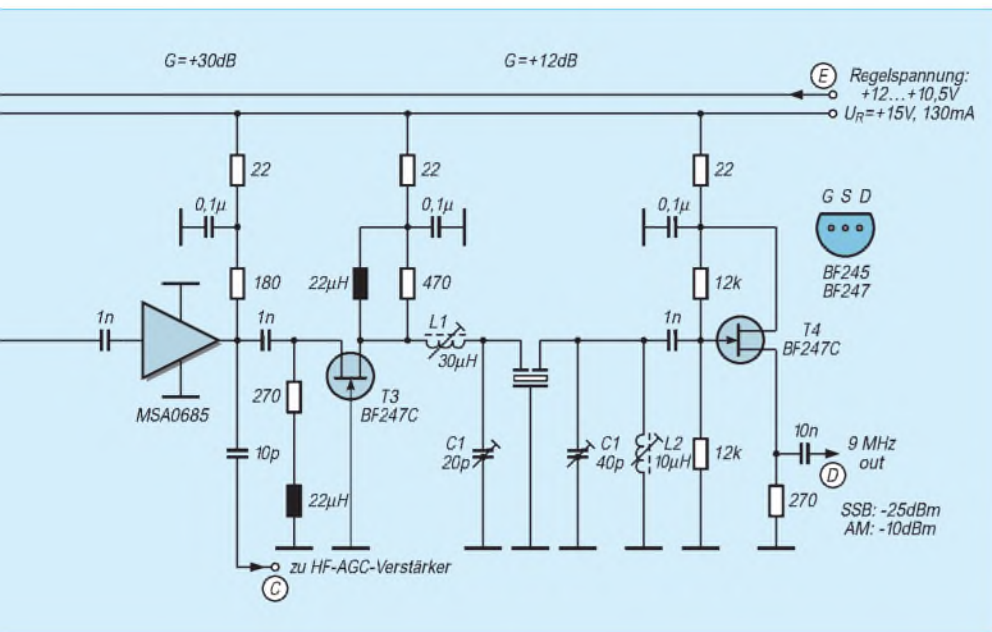 G=+30dB
G=+12dB
E
Regelspannung:
+12...+10,5V
UR=+15V, 130mA
22
22
22
0,1µ
0,1µ
0,1µ
G S D
BF245
BF247
180
22µH
470
12k
1n
1n
L1
30µH
1n
T4
BF247C
MSA0685
270
T3
BF247C
10p
C1
20p
C1
40p
L2
10µH
12k
10n
9 MHz
out
D
22µH
270
SSB: -25dBm
AM: -10dBm
zu HF-AGC-Verstärker
C